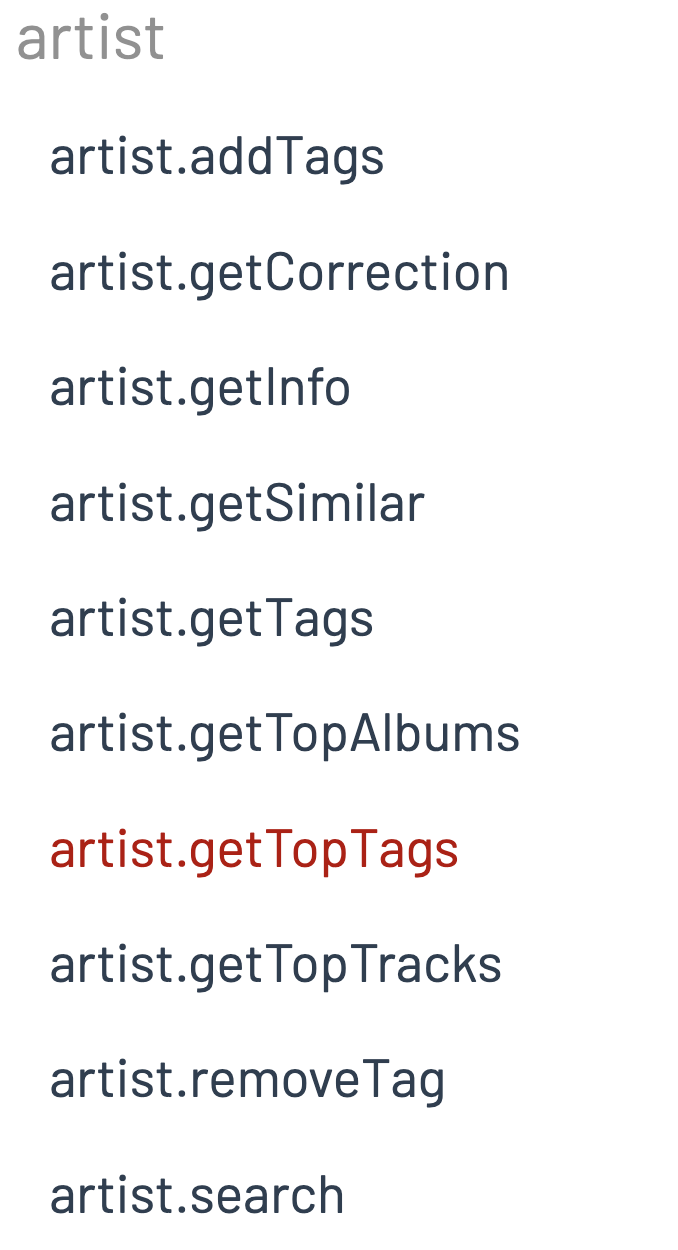 artist
artist.addTags
artist.getCorrection
artist.getInfo
artist.getSimilar
artist.getTags
artist.getTopAlbums
artist.getTopTags
artist.getTopTracks
artist.removeTag
artist.search